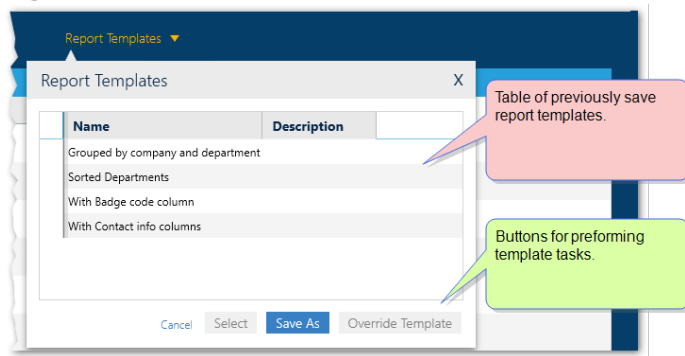 Report Templates ▼
Report Templates X
Name Description
Grouped by company and department
Sorted Departments
With Badge code column
With Contact info columns
Cancel Select Save As Override Template
Table of previously save
report templates.
Buttons for preforming
template tasks.